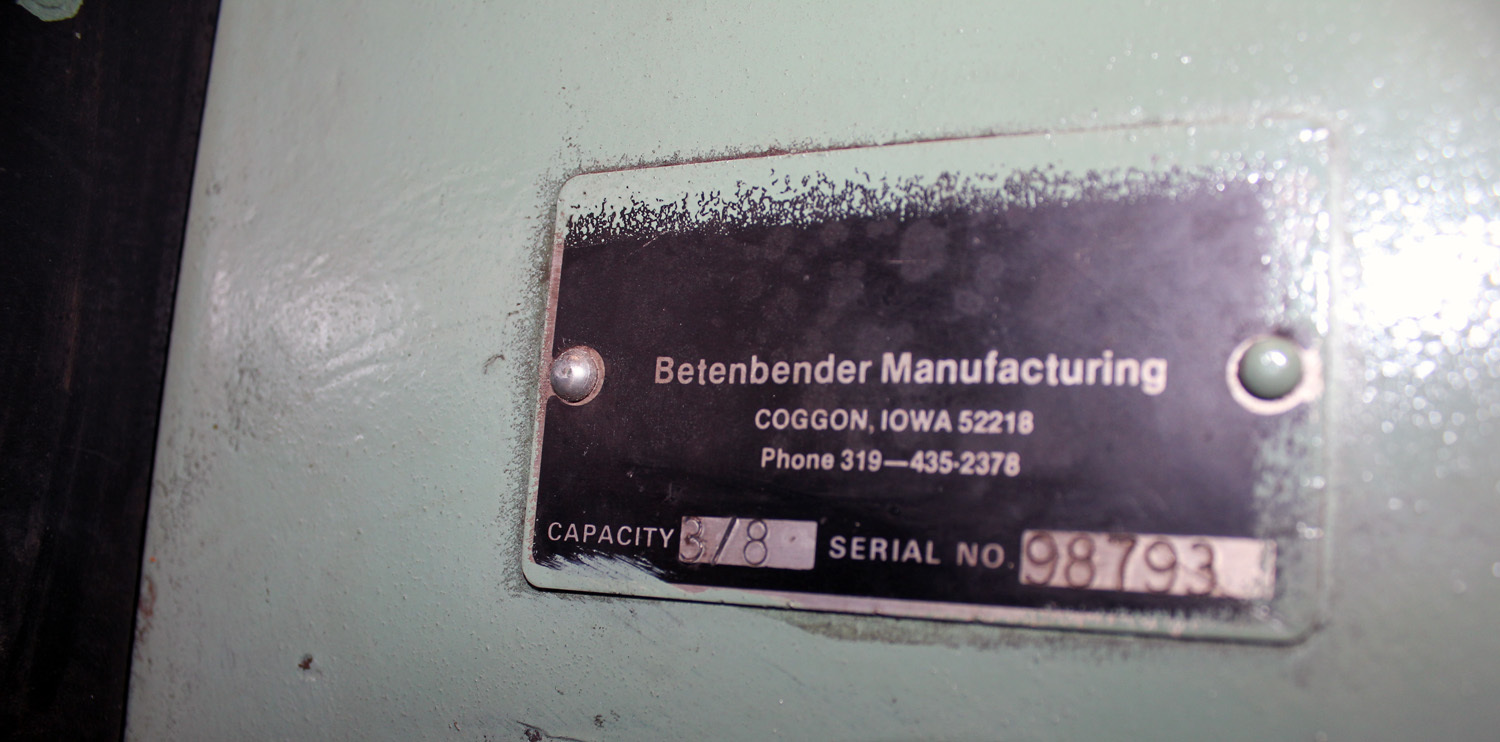 Betenbender Manufacturing
COGGON, IOWA 52218
Phone 319—435-2378
CAPACITY 3/8 SERIAL NO. 98793